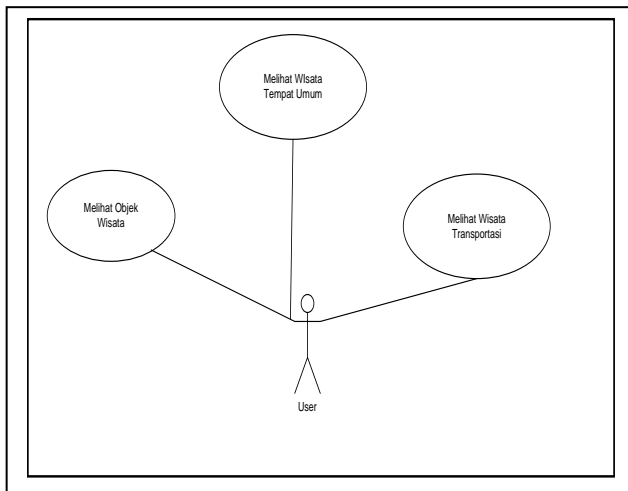 Melihat WIsata
Tempat Umum
Melihat Objek
Wisata
Melihat Wisata
Transportasi
User